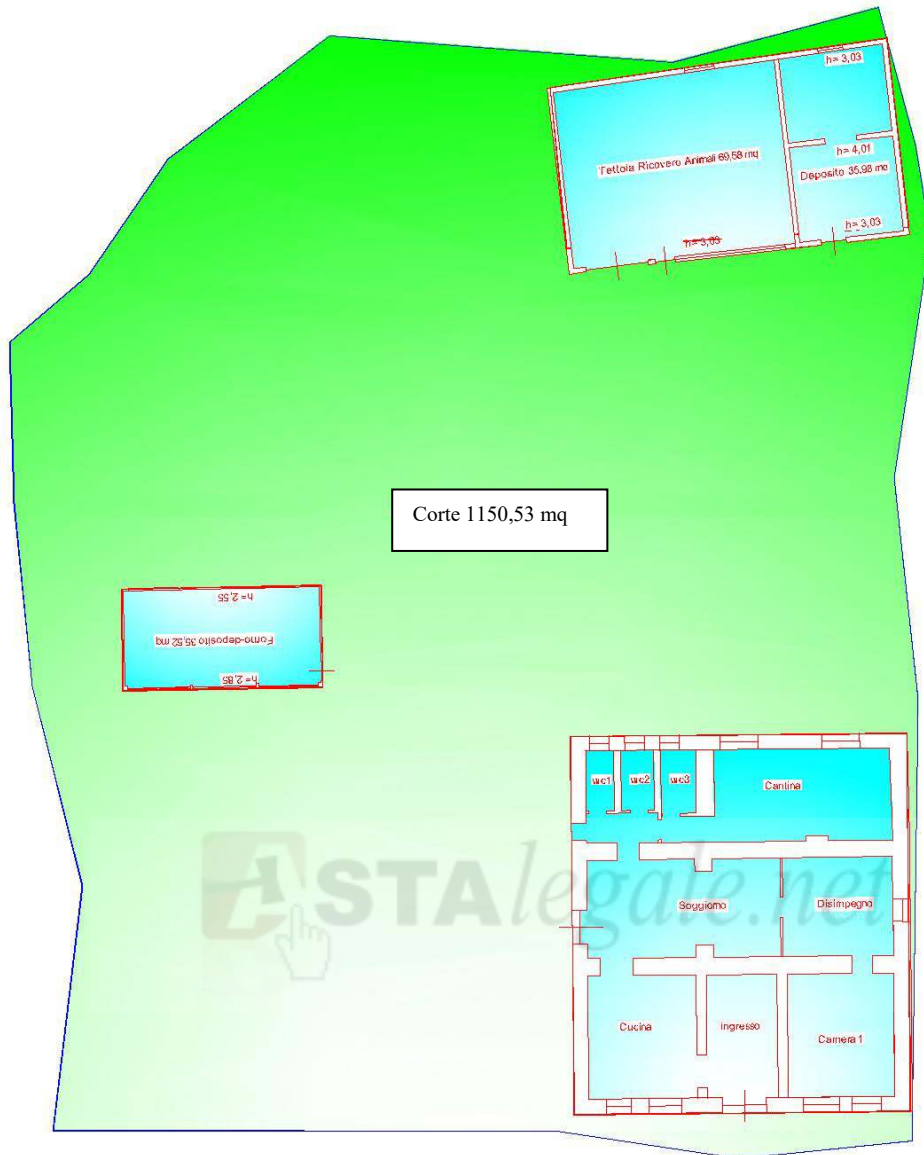 h= 3,03
Tettoia Ricovero Animali 69,58 mq
h= 4,01
Deposito 35.98 mq
h= 3,03
h= 3,03
Corte 1150,53 mq
h= 2,55
Forno-deposito 35,52 mq
h= 2,85
wc1
wc2
wc3
Cantina
ASTAlegale.net
Soggiorno
Disimpegno
Cucina
Ingresso
Camera 1